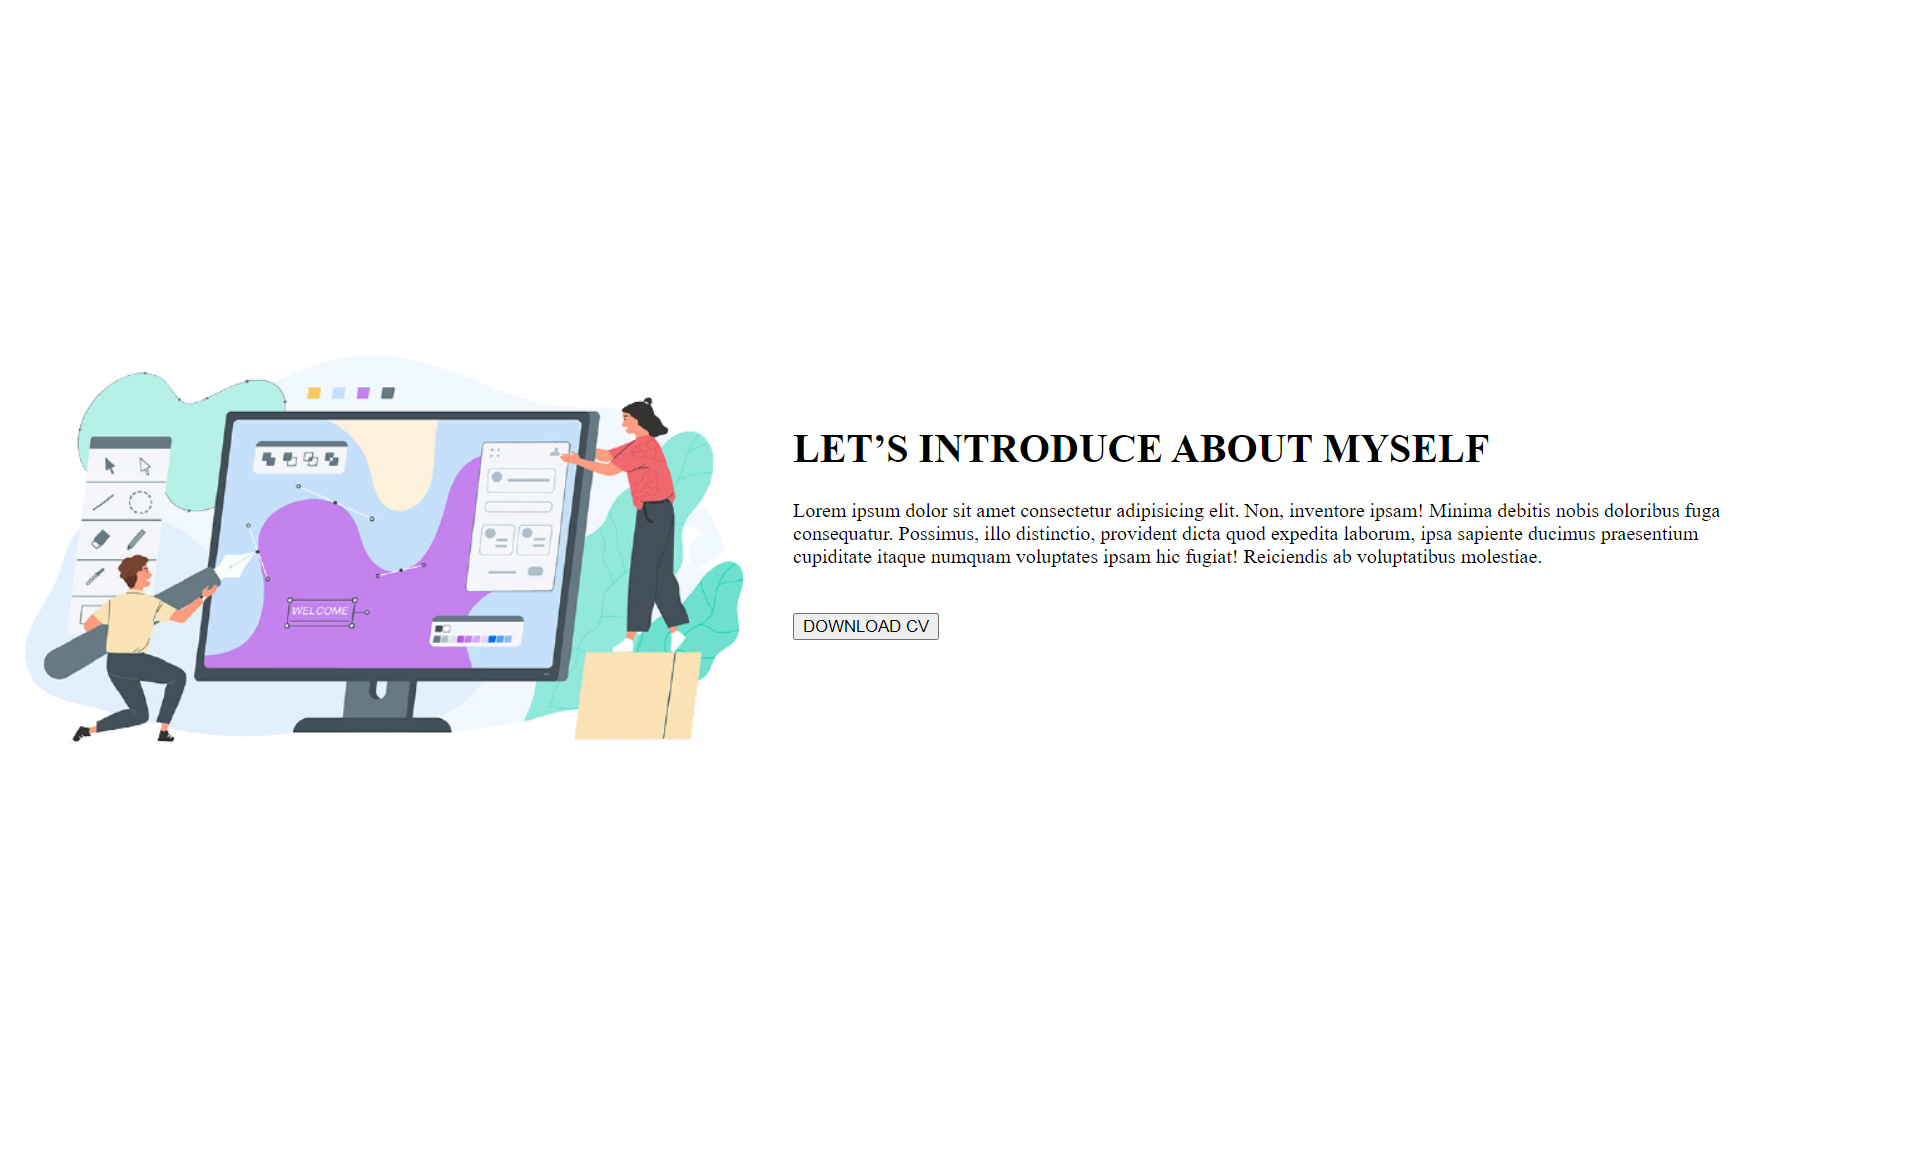 WELCOME
LET’S INTRODUCE ABOUT MYSELF
Lorem ipsum dolor sit amet consectetur adipisicing elit. Non, inventore ipsam! Minima debitis nobis doloribus fuga
consequatur. Possimus, illo distinctio, provident dicta quod expedita laborum, ipsa sapiente ducimus praesentium
cupiditate itaque numquam voluptates ipsam hic fugiat! Reiciendis ab voluptatibus molestiae.
DOWNLOAD CV